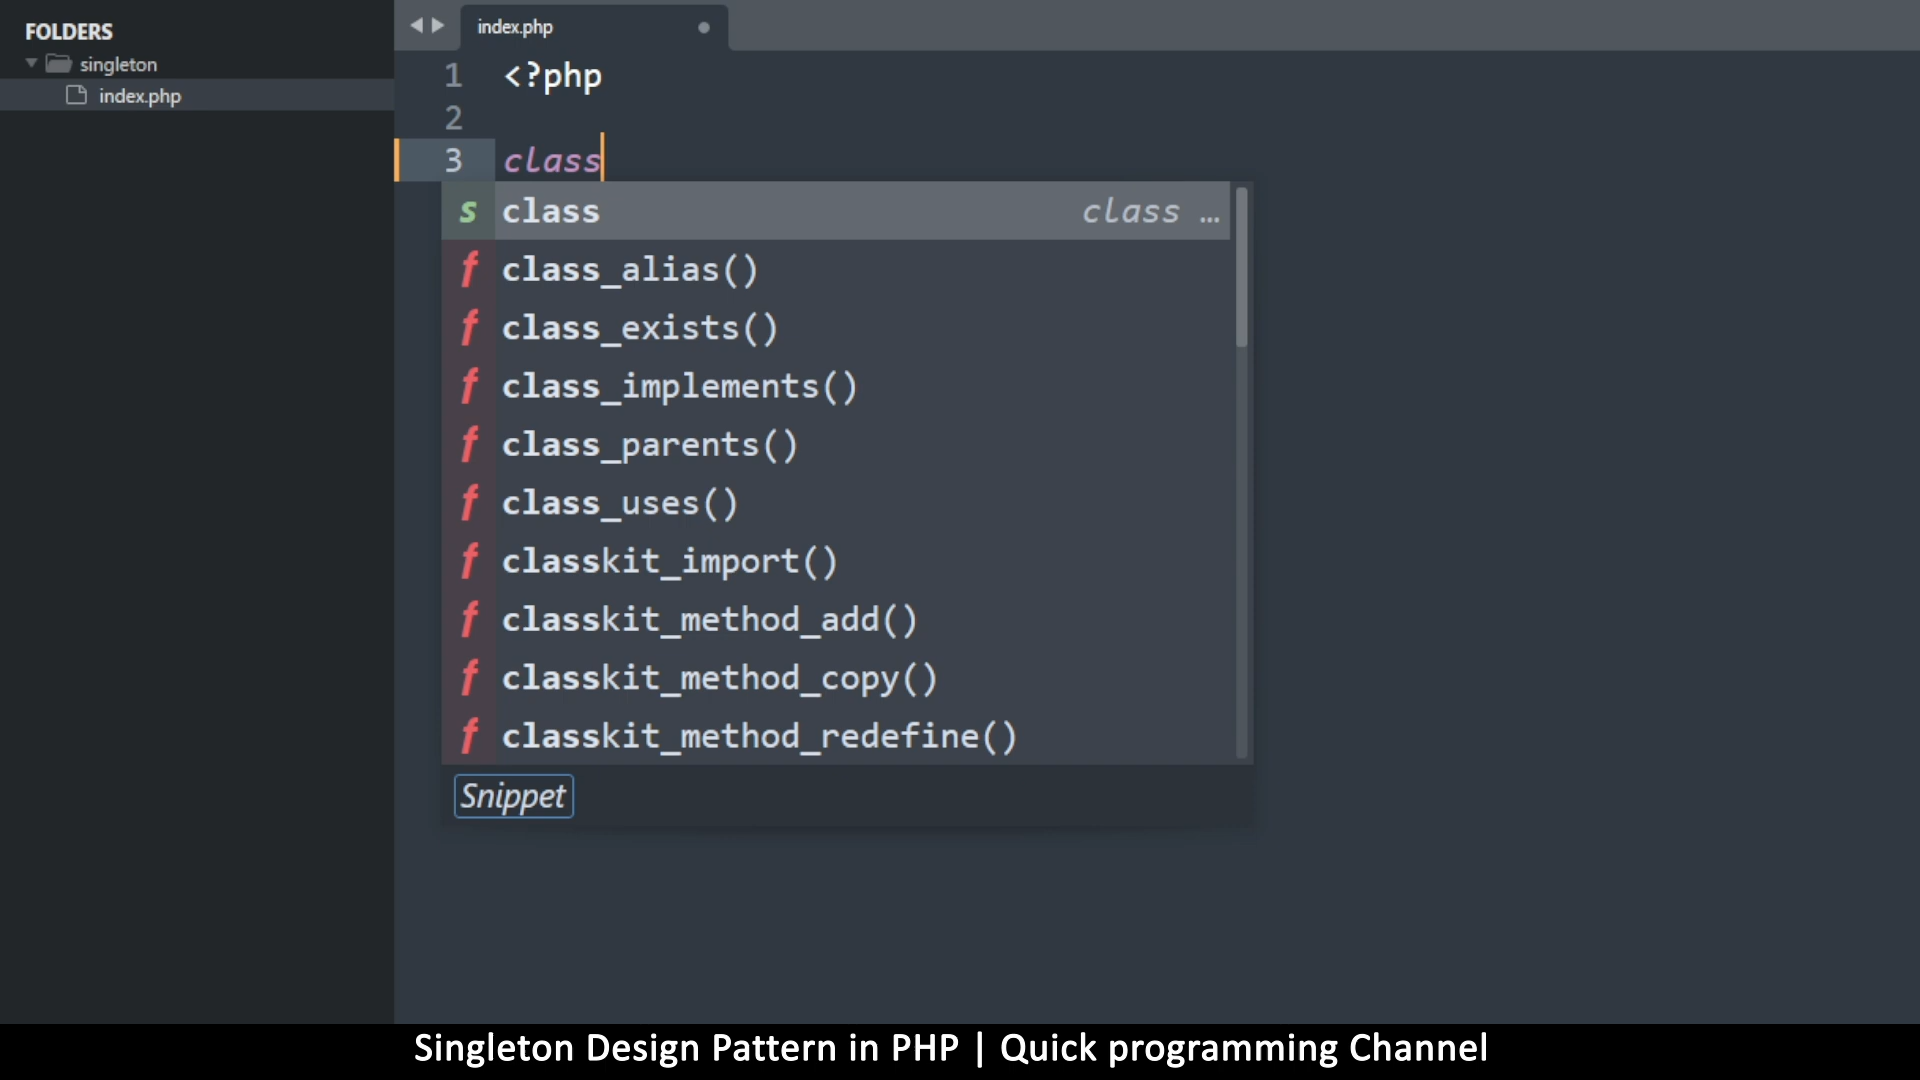 FOLDERS
singleton
index.php
index.php
1 <?php
2
3 class
s class class …
f class_alias()
f class_exists()
f class_implements()
f class_parents()
f class_uses()
f classkit_import()
f classkit_method_add()
f classkit_method_copy()
f classkit_method_redefine()
Snippet
Singleton Design Pattern in PHP | Quick programming Channel